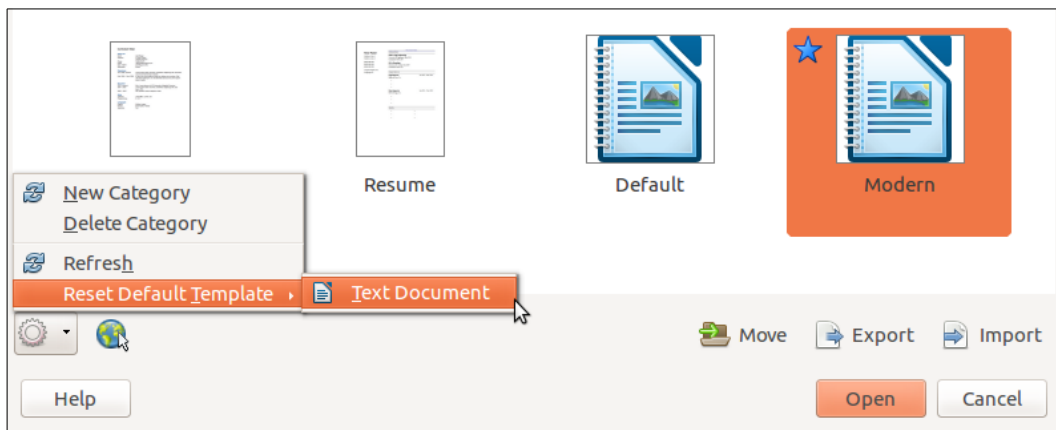 Resume
Default
Modern
New Category
Delete Category
Refresh
Reset Default Template
Text Document
Move
Export
Import
Help
Open
Cancel